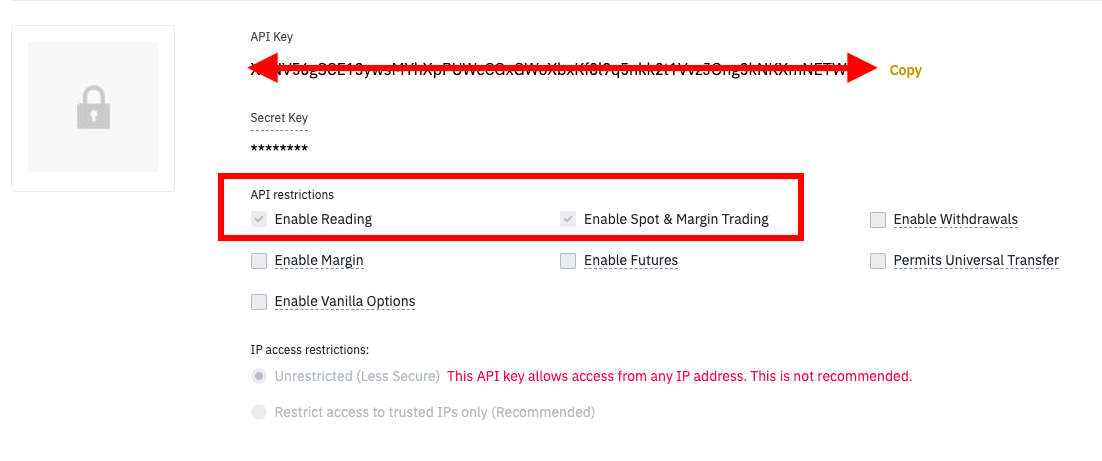 API Key
Copy
Secret Key
********
API restrictions
Enable Reading Enable Spot & Margin Trading Enable Withdrawals
Enable Margin Enable Futures Permits Universal Transfer
Enable Vanilla Options
IP access restrictions:
Unrestricted (Less Secure) This API key allows access from any IP address. This is not recommended.
Restrict access to trusted IPs only (Recommended)